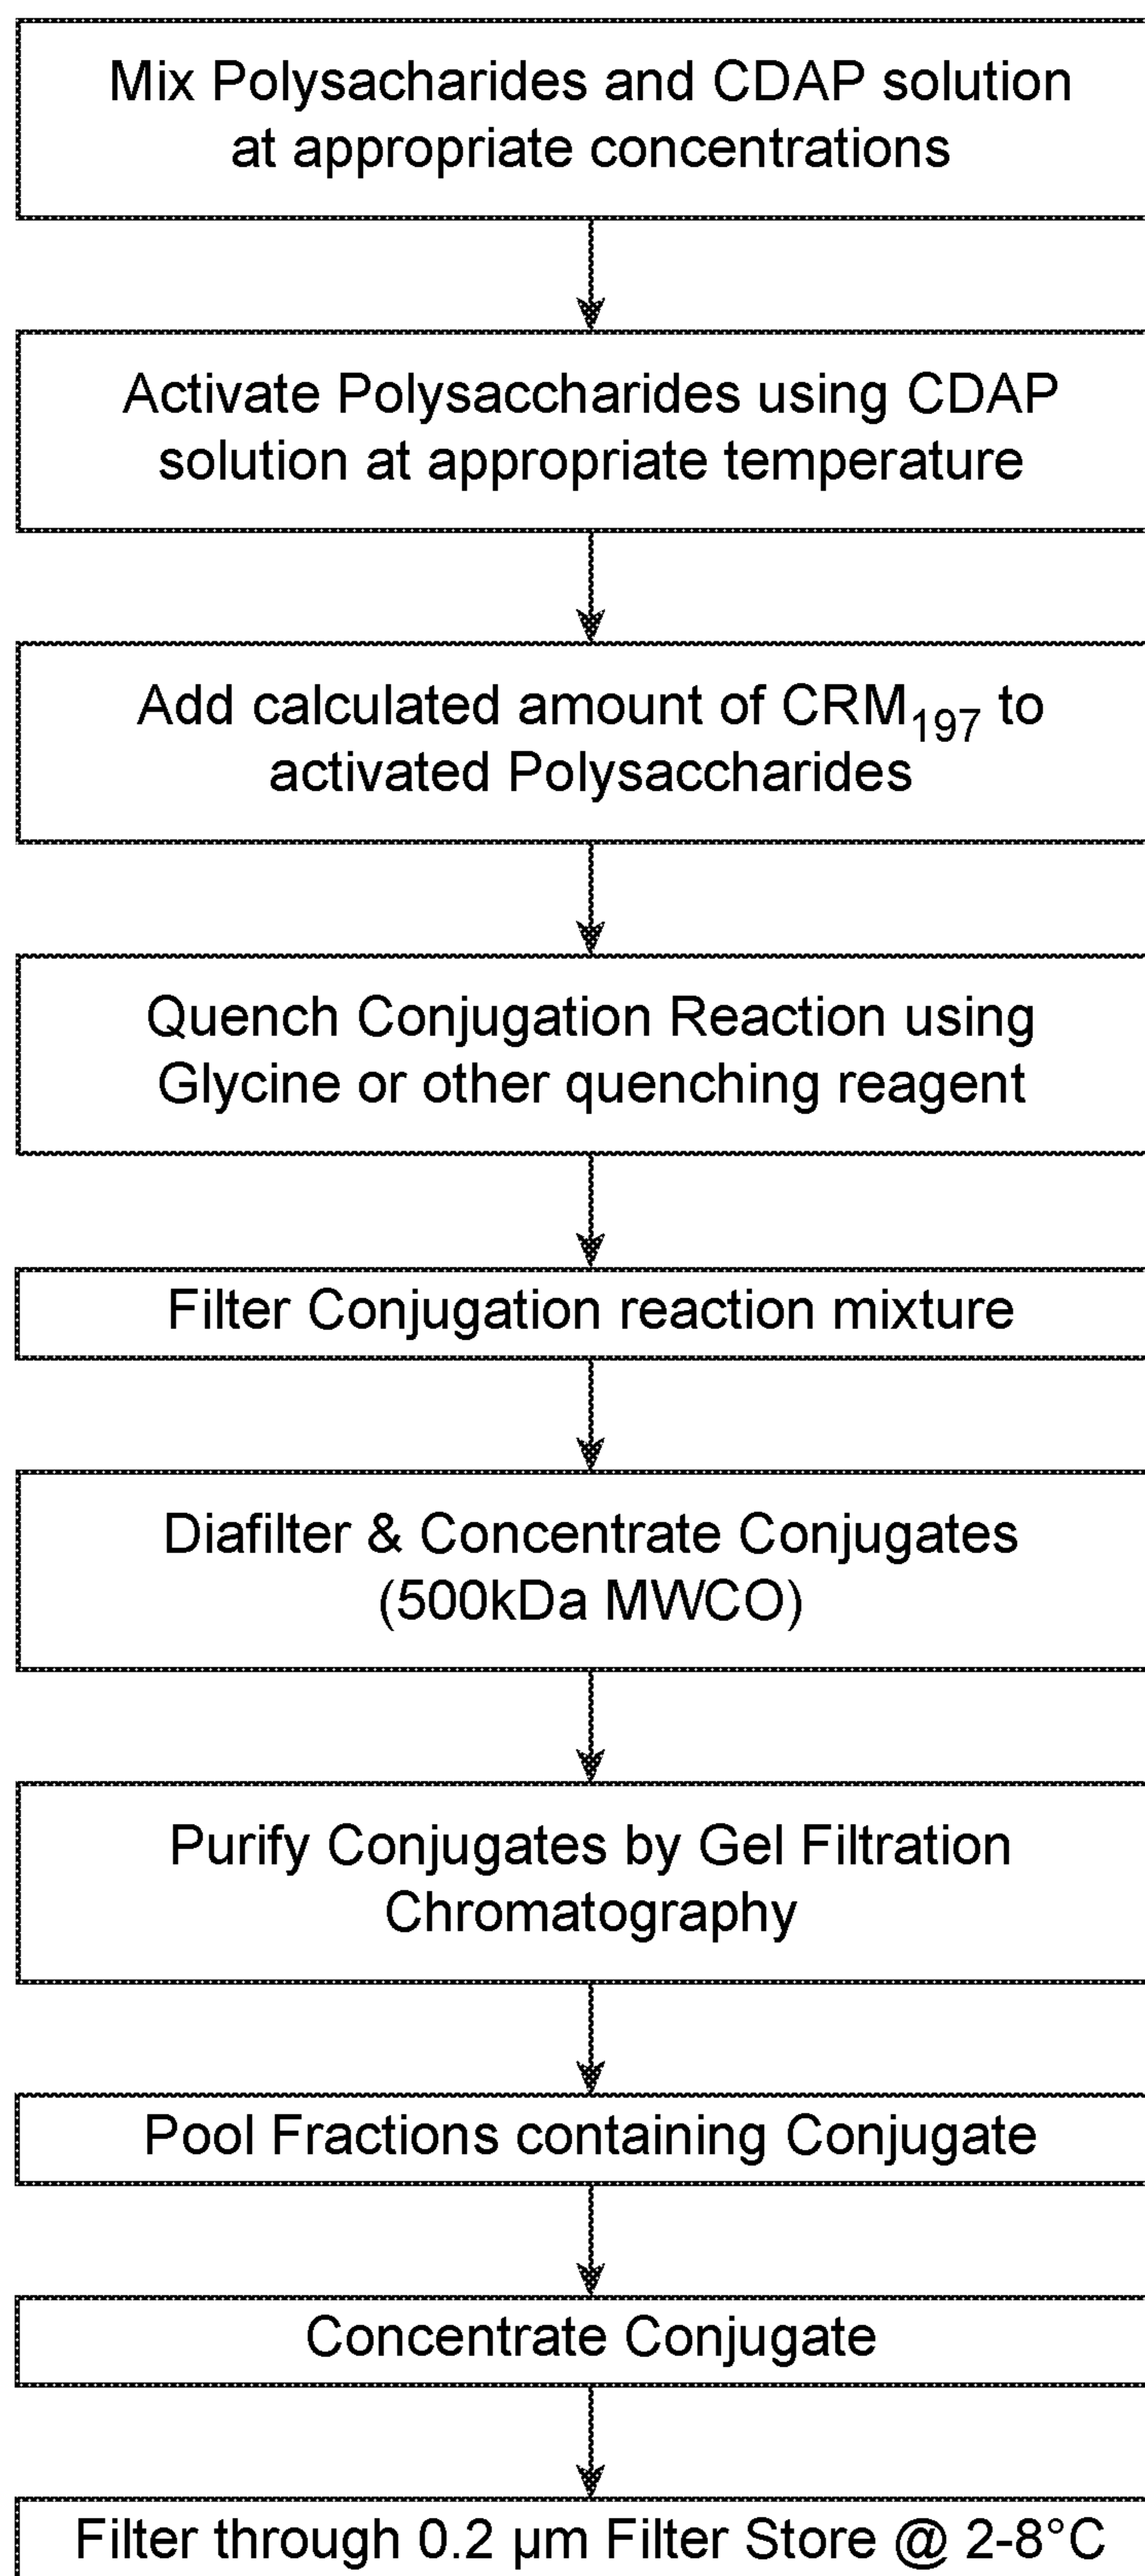 Mix Polysacharides and CDAP solution
at appropriate concentrations
Activate Polysaccharides using CDAP
solution at appropriate temperature
Add calculated amount of CRM197 to
activated Polysaccharides
Quench Conjugation Reaction using
Glycine or other quenching reagent
Filter Conjugation reaction mixture
Diafilter & Concentrate Conjugates
(500kDa MWCO)
Purify Conjugates by Gel Filtration
Chromatography
Pool Fractions containing Conjugate
Concentrate Conjugate
Filter through 0.2 µm Filter Store @ 2-8°C